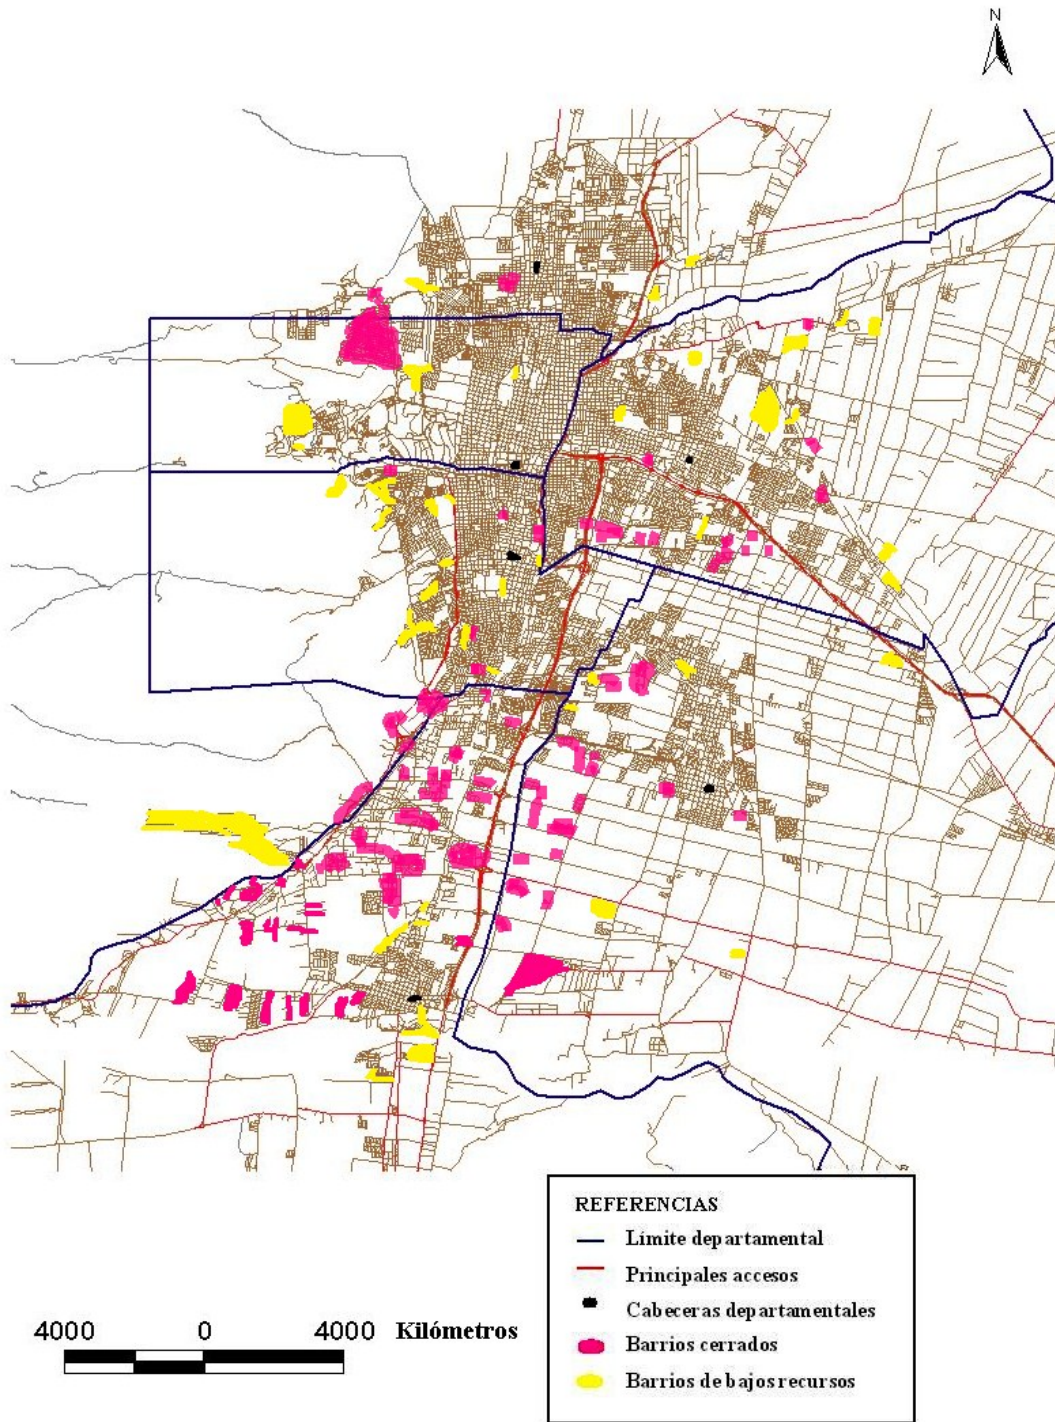 N
REFERENCIAS
Límite departamental
Principales accesos
Cabeceras departamentales
Barrios cerrados
Barrios de bajos recursos
4000 0 4000 Kilómetros